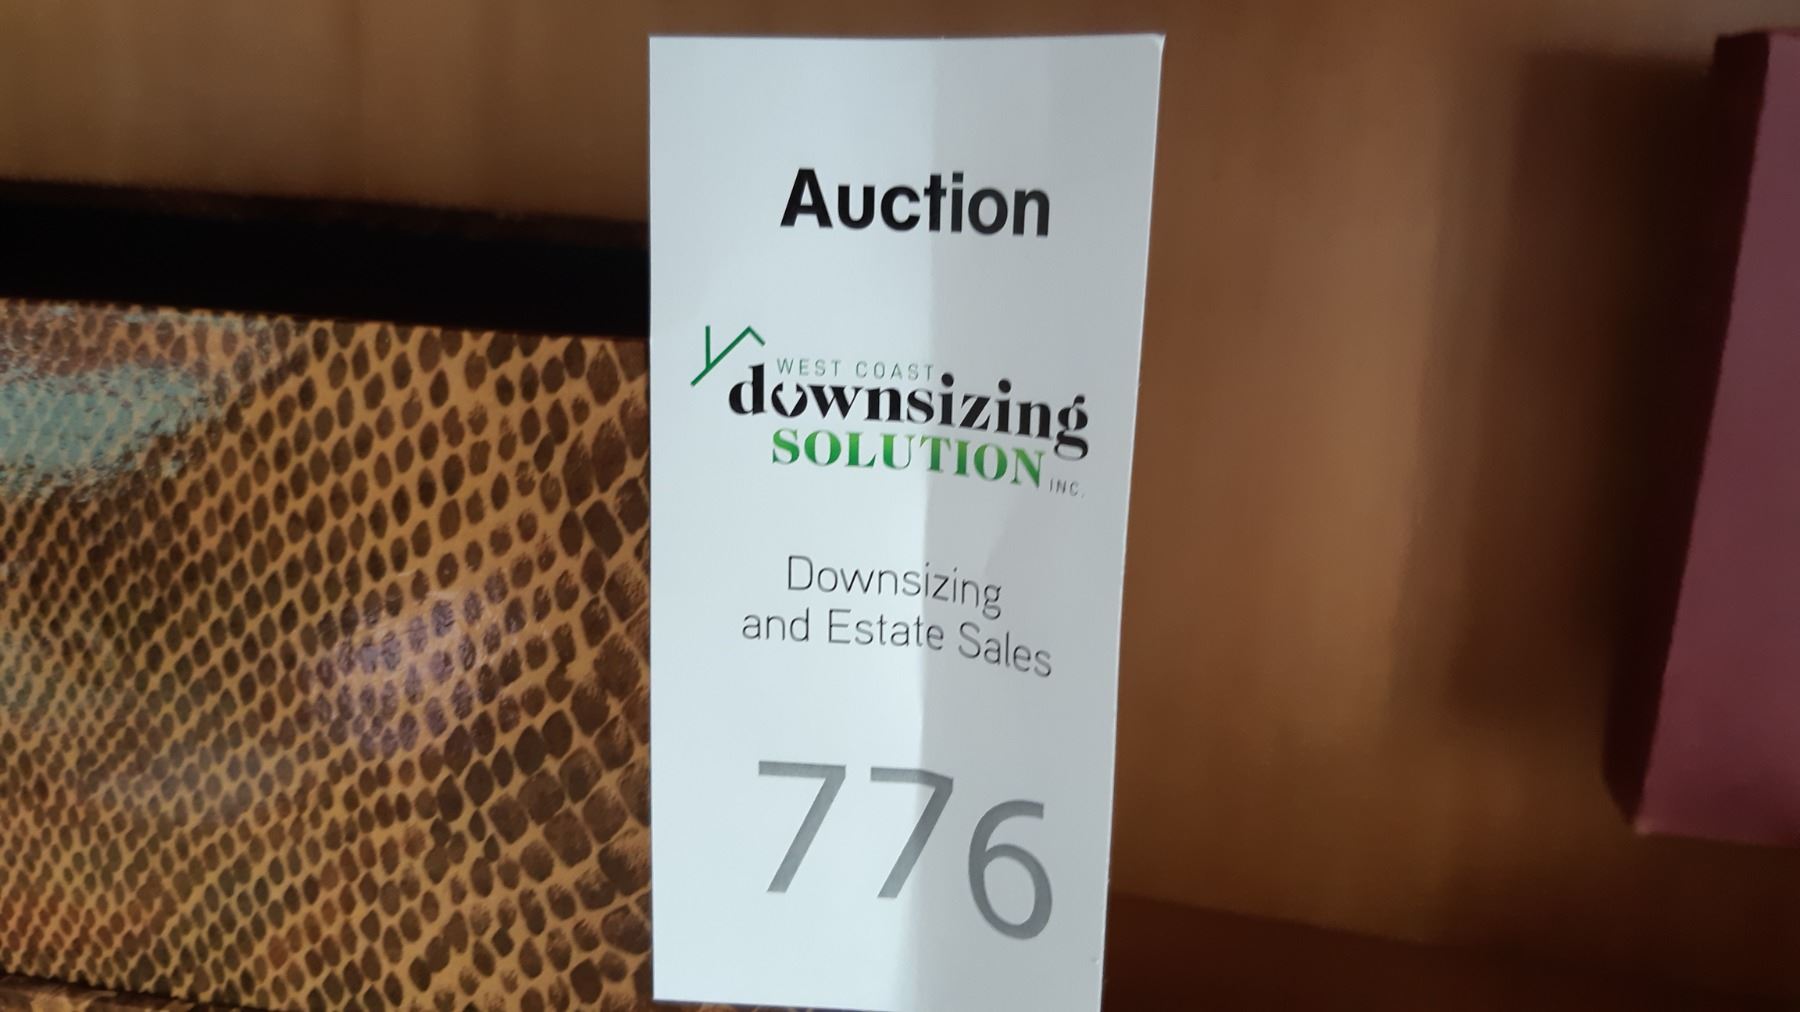 Auction
WEST COAST
downsizing
SOLUTION INC.
Downsizing
and Estate Sales
776